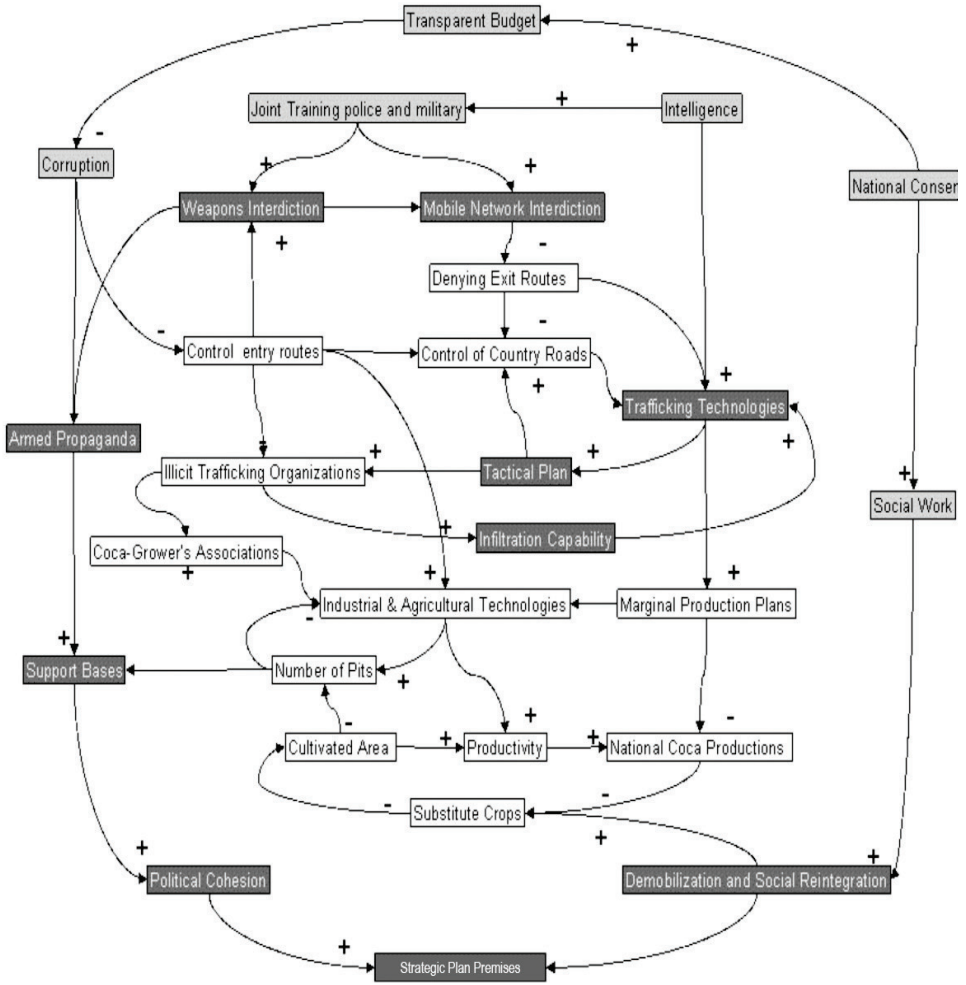 Transparent Budget
+
Joint Training police and military
+
Intelligence
-
Corruption
+
+
National Consen
Weapons Interdiction
Mobile Network Interdiction
+
-
Denying Exit Routes
-
-
Control entry routes
Control of Country Roads
+
+
Trafficking Technologies
Armed Propaganda
-
+
+
+
Illicit Trafficking Organizations
Tactical Plan
+
Social Work
+
Infiltration Capability
Coca-Grower's Associations
+
+
+
Industrial & Agricultural Technologies
Marginal Production Plans
-
+
Support Bases
Number of Pits
+
-
+
-
Cultivated Area
+
Productivity
+
National Coca Productions
-
-
Substitute Crops
+
+
+
Political Cohesion
Demobilization and Social Reintegration
+
Strategic Plan Premises